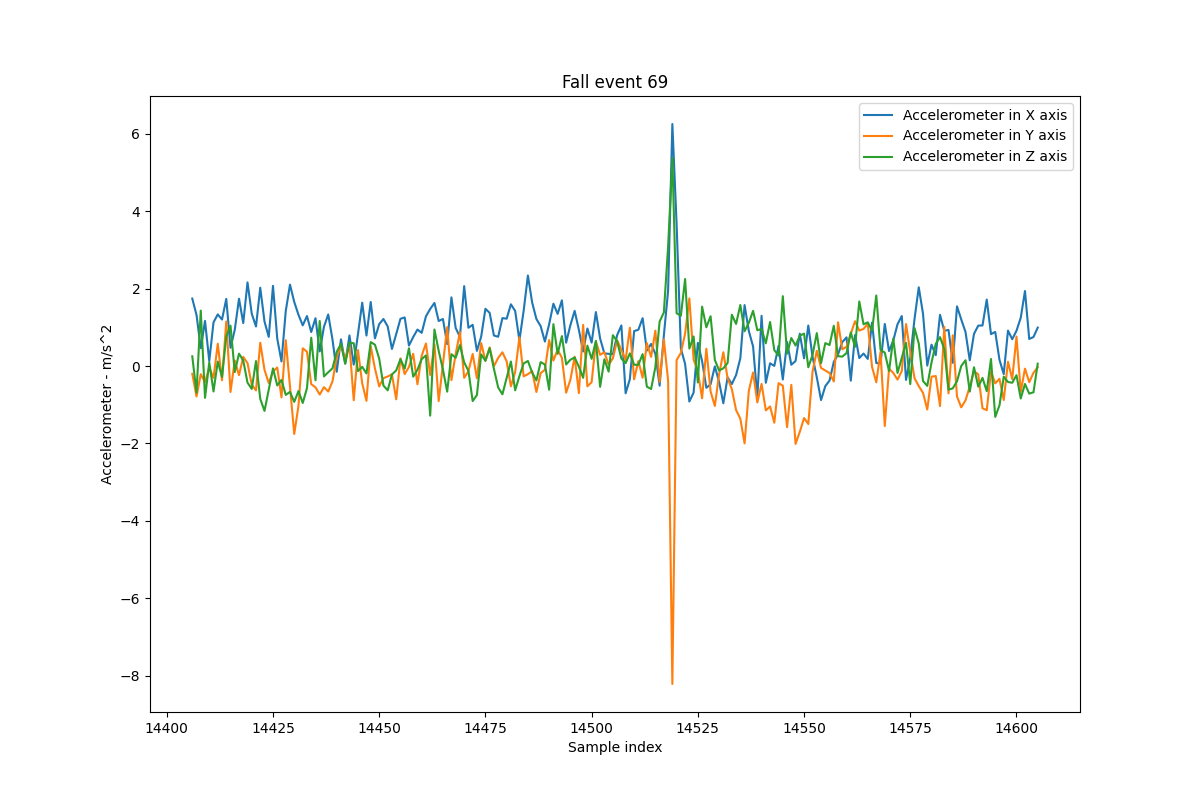 Fall event 69
Accelerometer in X axis
Accelerometer in Y axis
Accelerometer in Z axis
Accelerometer - m/s^2
6
4
2
0
−2
−4
−6
−8
14400 14425 14450 14475 14500 14525 14550 14575 14600
Sample index